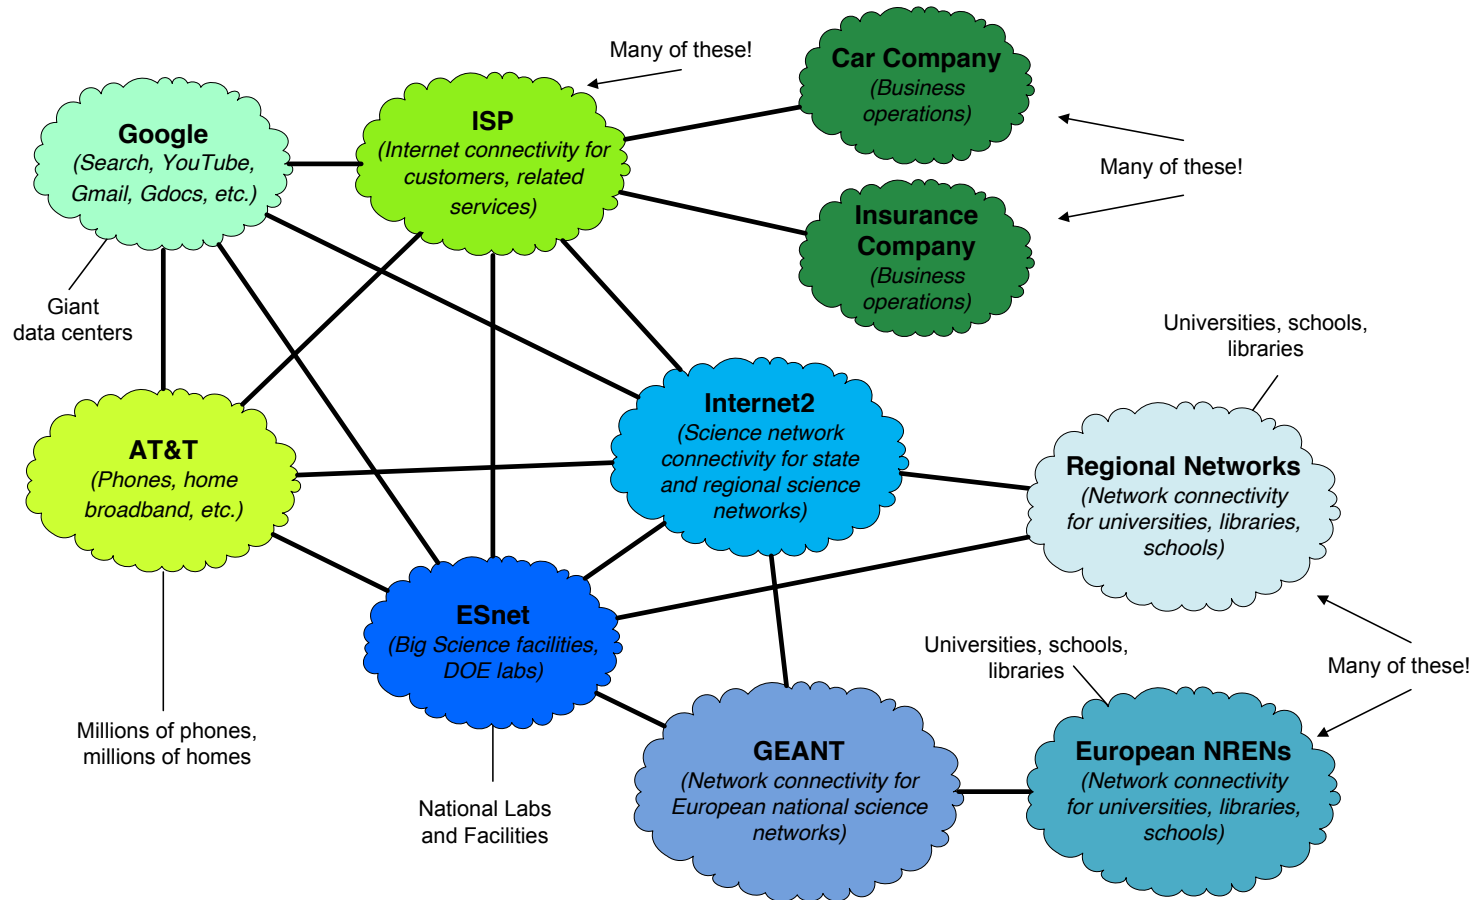 Many of these!
Car Company
(Business
operations)
Google
(Search, YouTube,
Gmail, Gdocs, etc.)
ISP
(Internet connectivity for
customers, related
services)
Many of these!
Insurance
Company
(Business
operations)
Giant
data centers
Universities, schools,
libraries
AT&T
(Phones, home
broadband, etc.)
Internet2
(Science network
connectivity for state
and regional science
networks)
Regional Networks
(Network connectivity
for universities, libraries,
schools)
ESnet
(Big Science facilities,
DOE labs)
Universities, schools,
libraries
Many of these!
Millions of phones,
millions of homes
National Labs
and Facilities
GEANT
(Network connectivity for
European national science
networks)
European NRENs
(Network connectivity
for universities, libraries,
schools)